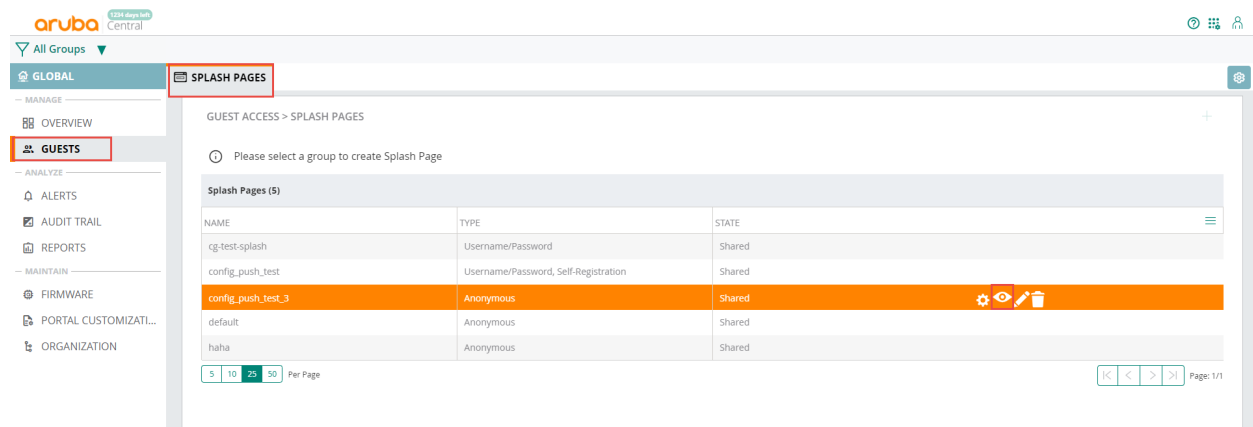 aruba Central 1234 days left
All Groups
GLOBAL
SPLASH PAGES
MANAGE
OVERVIEW
GUESTS
ANALYZE
ALERTS
AUDIT TRAIL
REPORTS
MAINTAIN
FIRMWARE
PORTAL CUSTOMIZATI...
ORGANIZATION
GUEST ACCESS > SPLASH PAGES
Please select a group to create Splash Page
Splash Pages (5)
NAME TYPE STATE
cg-test-splash Username/Password Shared
config_push_test Username/Password, Self-Registration Shared
config_push_test_3 Anonymous Shared
default Anonymous Shared
haha Anonymous Shared
5 10 25 50 Per Page |< < > >| Page: 1/1